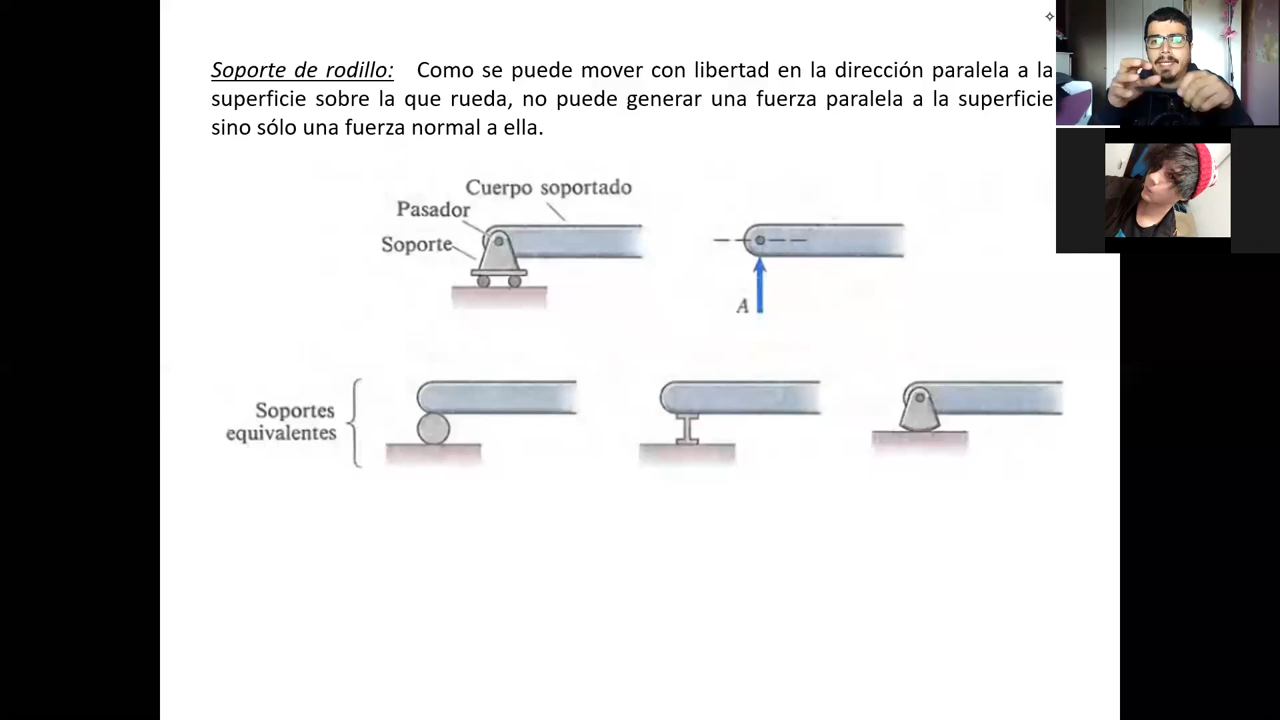 Soporte de rodillo: Como se puede mover con libertad en la dirección paralela a la
superficie sobre la que rueda, no puede generar una fuerza paralela a la superficie
sino sólo una fuerza normal a ella.
Cuerpo soportado
Pasador
Soporte
A
Soportes
equivalentes